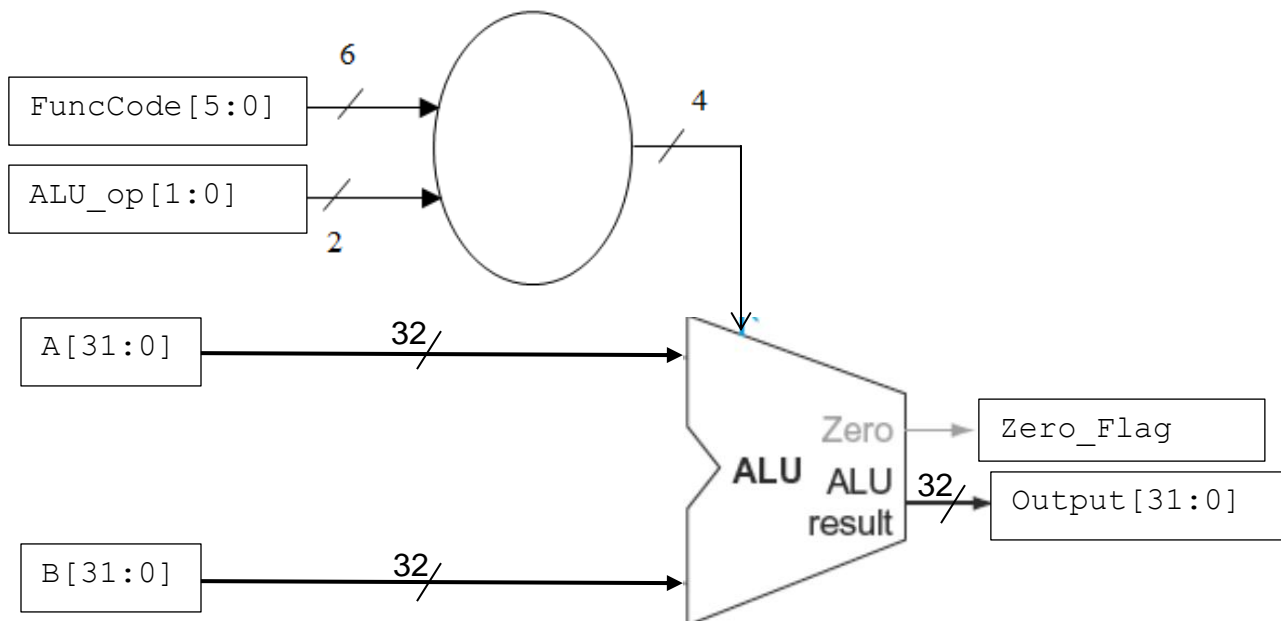 6
FuncCode[5:0]
4
ALU_op[1:0]
2
A[31:0]
32
Zero
Zero_Flag
ALU
ALU
result
32
Output[31:0]
B[31:0]
32